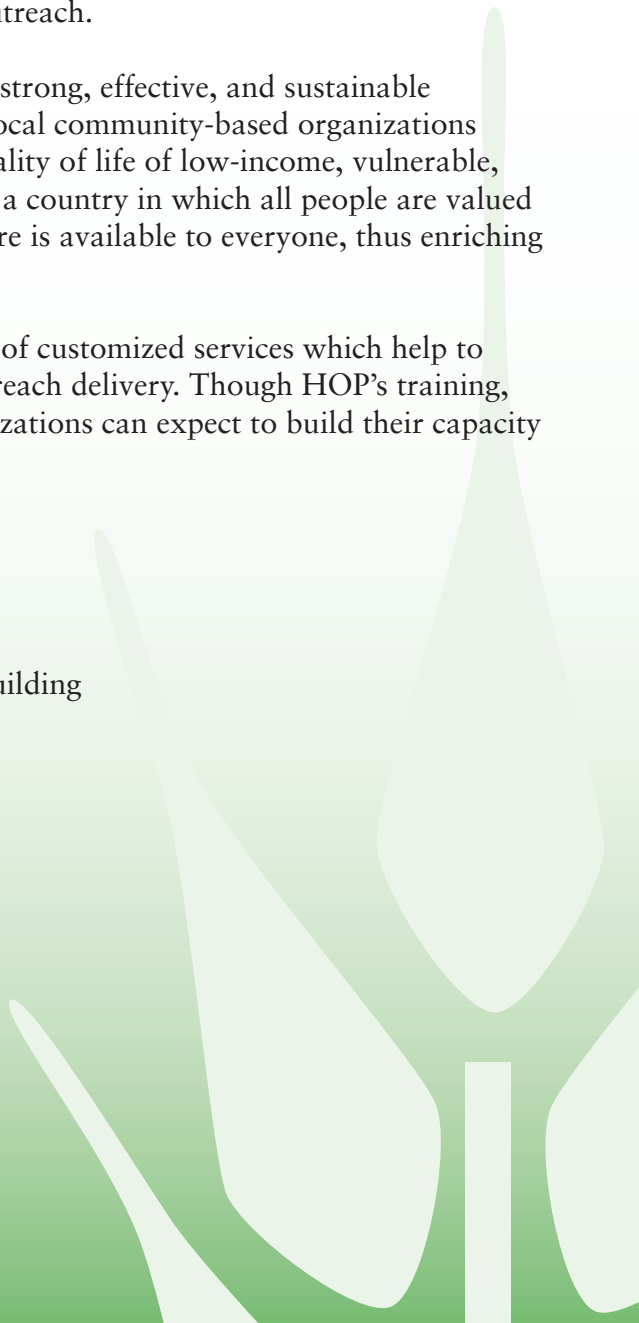 treach.
strong, effective, and sustainable
ocal community-based organizations
ality of life of low-income, vulnerable,
a country in which all people are valued
re is available to everyone, thus enriching
of customized services which help to
reach delivery. Though HOP’s training,
zations can expect to build their capacity
uilding